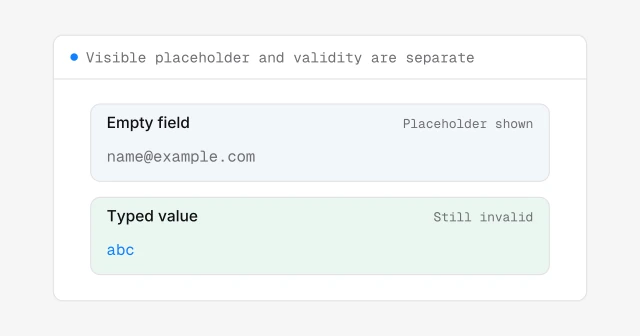 Visible placeholder and validity are separate
Empty field
Placeholder shown
name@example.com
Typed value
Still invalid
abc